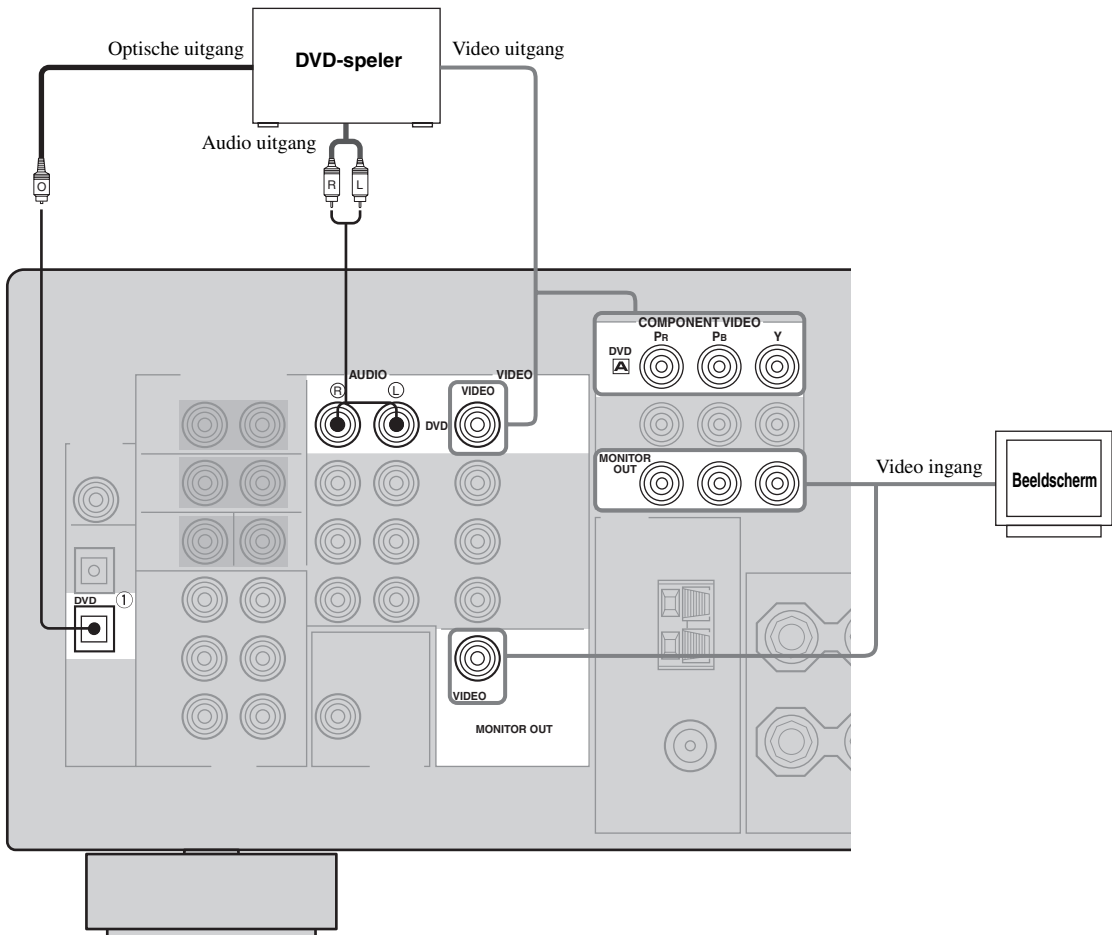 Optische uitgang
DVD-speler
Video uitgang
Audio uitgang
O
R L
COMPONENT VIDEO
PR PB Y
DVD
A
AUDIO
VIDEO
R L
VIDEO
DVD
MONITOR
OUT
Video ingang
Beeldscherm
DVD 1
VIDEO
MONITOR OUT